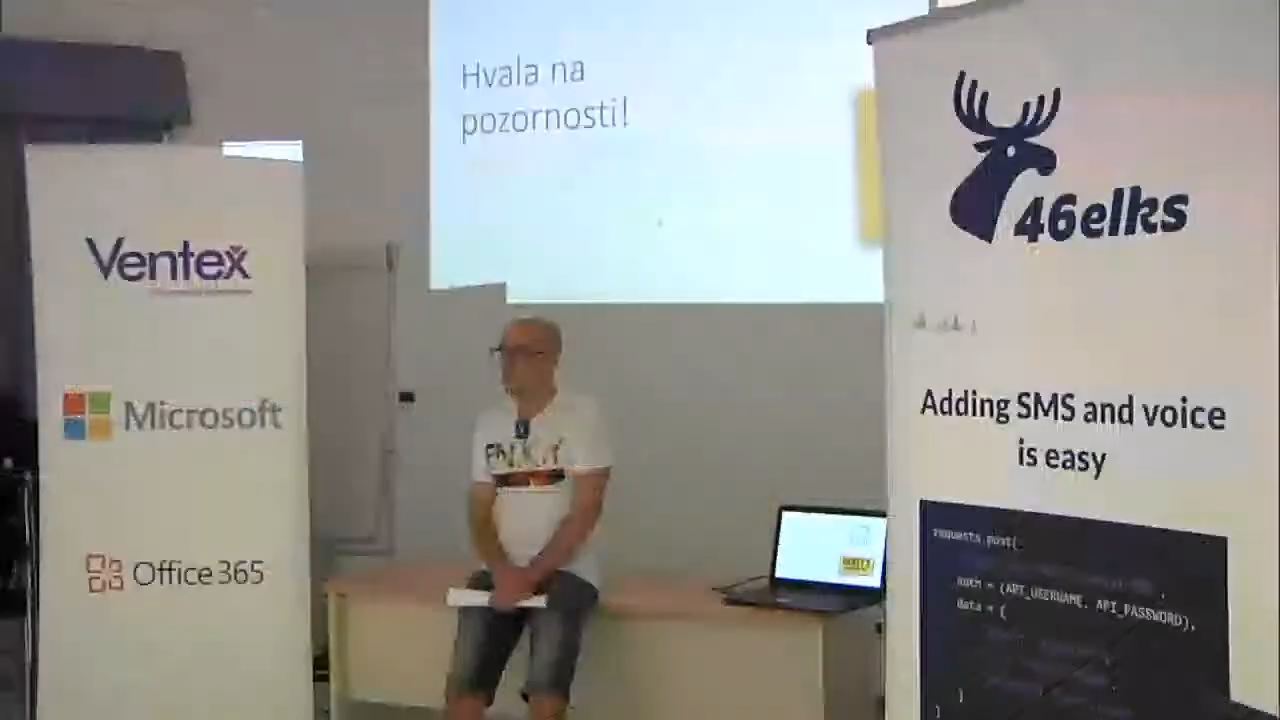 Hvala na
pozornosti!
Ventex
Microsoft
Office 365
46elks
Adding SMS and voice
is easy
requests.post(
auth = (API_USERNAME, API_PASSWORD),
data = {
}
)